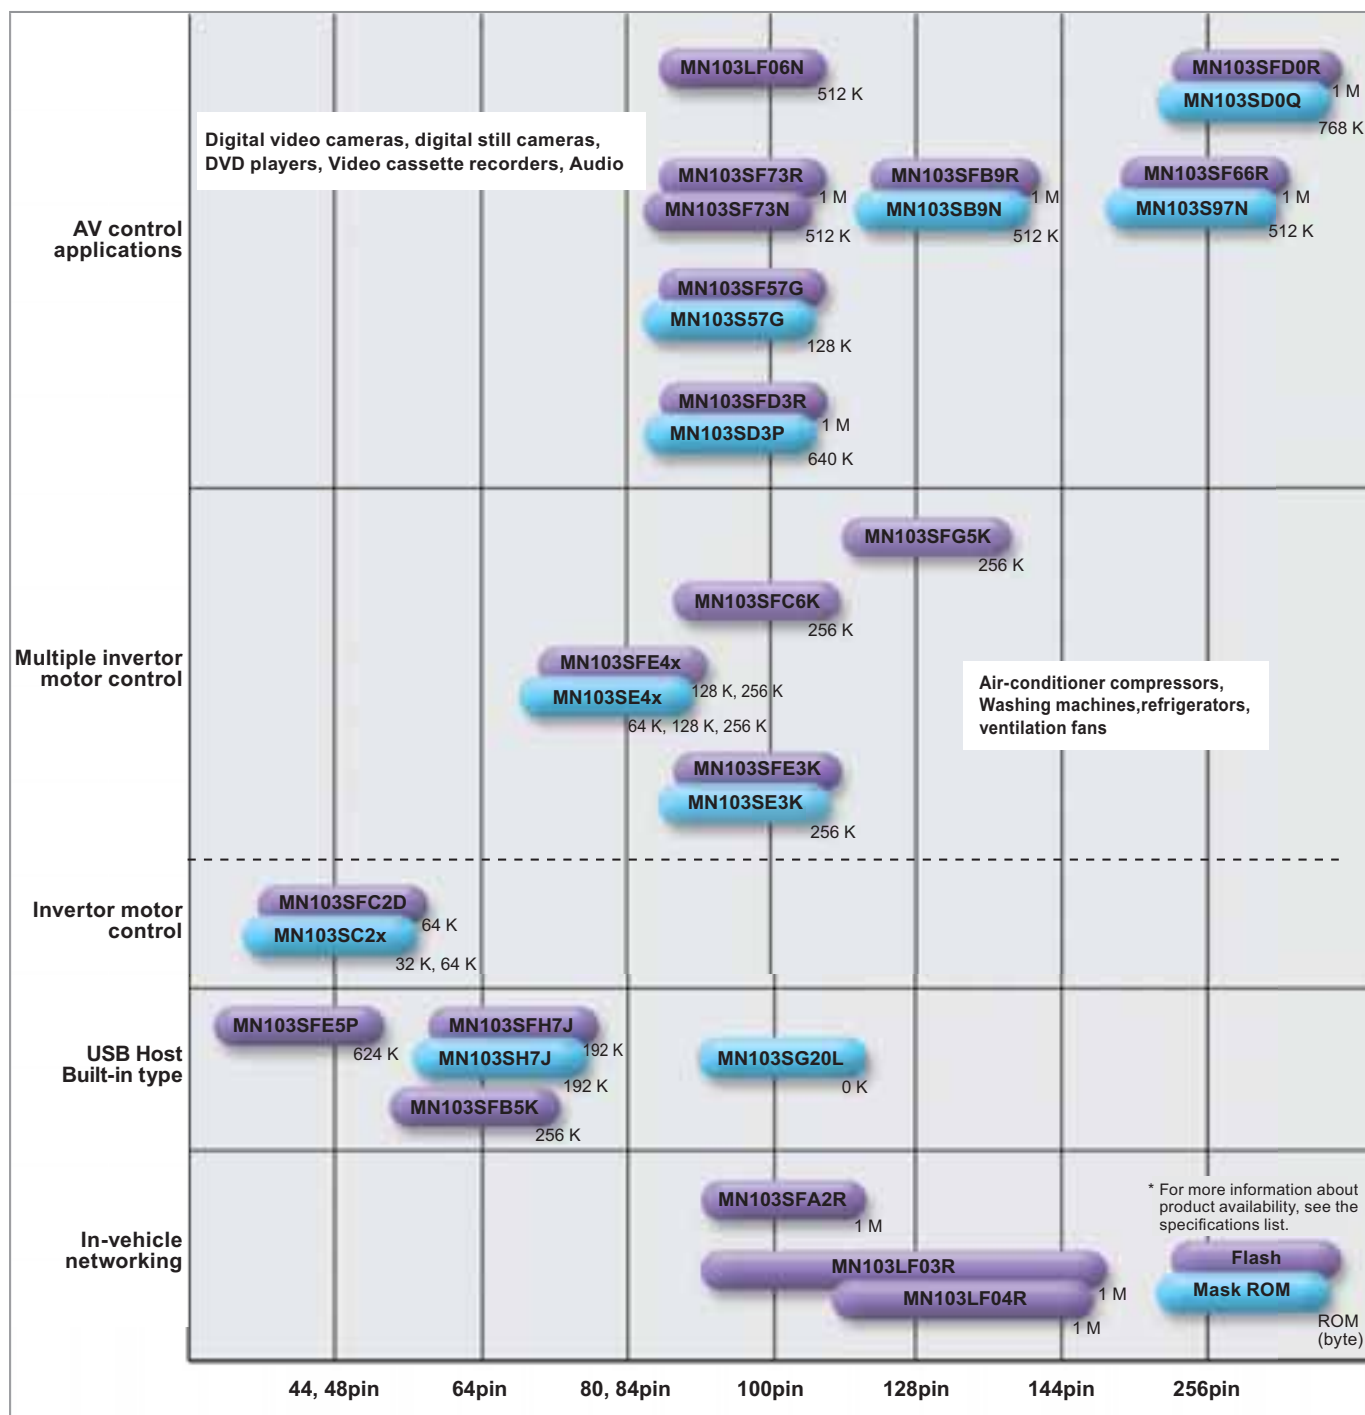 MN103LF06N
512 K
MN103SFD0R
1 M
MN103SD0Q
768 K
Digital video cameras, digital still cameras,
DVD players, Video cassette recorders, Audio
MN103SF73R
1 M
MN103SF73N
512 K
MN103SFB9R
1 M
MN103SB9N
512 K
MN103SF66R
1 M
MN103S97N
512 K
AV control
applications
MN103SF57G
MN103S57G
128 K
MN103SFD3R
1 M
MN103SD3P
640 K
MN103SFG5K
256 K
MN103SFC6K
256 K
Multiple invertor
motor control
MN103SFE4x
128 K, 256 K
MN103SE4x
64 K, 128 K, 256 K
Air-conditioner compressors,
Washing machines,refrigerators,
ventilation fans
MN103SFE3K
MN103SE3K
256 K
Invertor motor
control
MN103SFC2D
64 K
MN103SC2x
32 K, 64 K
USB Host
Built-in type
MN103SFE5P
624 K
MN103SFH7J
192 K
MN103SH7J
192 K
MN103SFB5K
256 K
MN103SG20L
0 K
In-vehicle
networking
MN103SFA2R
1 M
MN103LF03R
1 M
MN103LF04R
1 M
* For more information about
product availability, see the
specifications list.
Flash
Mask ROM
ROM
(byte)
44, 48pin
64pin
80, 84pin
100pin
128pin
144pin
256pin